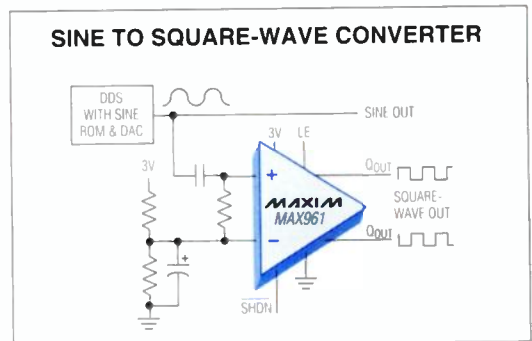 SINE TO SQUARE-WAVE CONVERTER
DDS
WITH SINE
ROM & DAC
SINE OUT
3V
LE
3V
QOUT
+
MAXIM
MAX961
SQUARE-
WAVE OUT
−
QOUT
+
SHDN